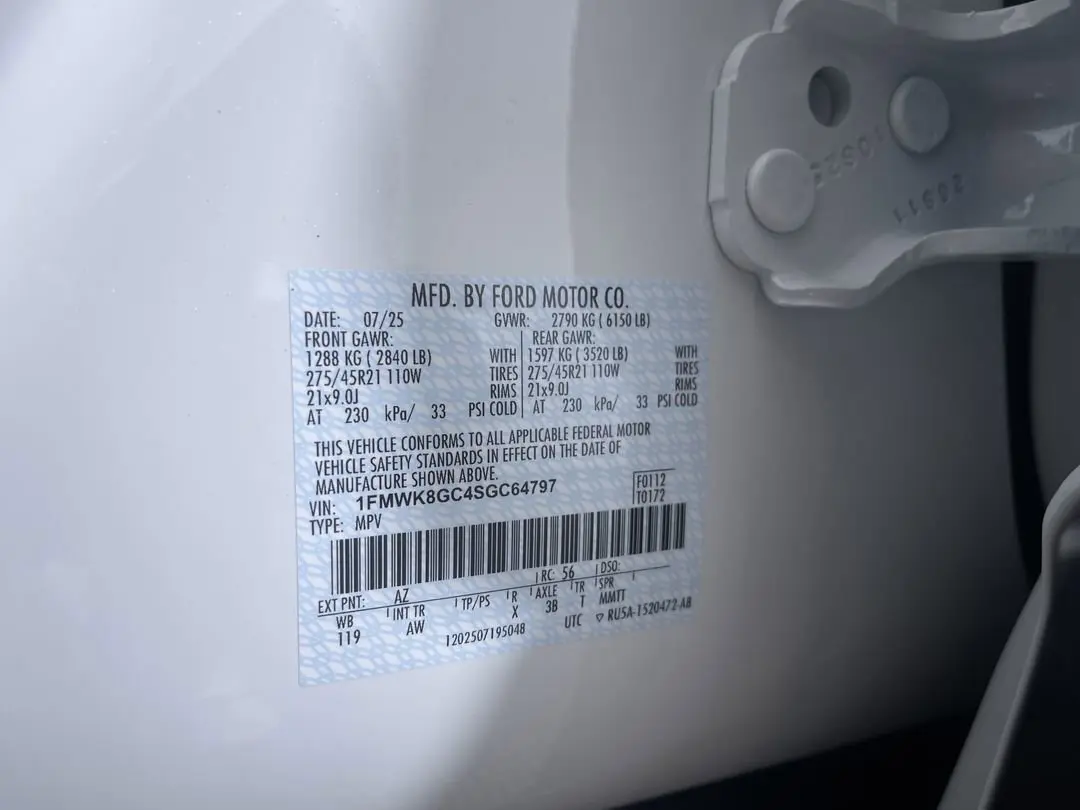 MFD. BY FORD MOTOR CO.
DATE: 07/25 GVWR: 2790 KG ( 6150 LB)
FRONT GAWR: REAR GAWR:
1288 KG ( 2840 LB) WITH 1597 KG ( 3520 LB) WITH
275/45R21 110W TIRES 275/45R21 110W TIRES
21x9.0J RIMS 21x9.0J RIMS
AT 230 kPa/ 33 PSI COLD AT 230 kPa/ 33 PSI COLD
THIS VEHICLE CONFORMS TO ALL APPLICABLE FEDERAL MOTOR
VEHICLE SAFETY STANDARDS IN EFFECT ON THE DATE OF
MANUFACTURE SHOWN ABOVE.
VIN: 1FMWK8GC4SGC64797 F0112
TYPE: MPV T0172
EXT PNT: AZ RC: 56 DSO:
WB INT TR TP/PS R AXLE TR SPR
119 AW X 3B T MMTT
1202507195048 UTC ▽ RU5A-1520472-AB